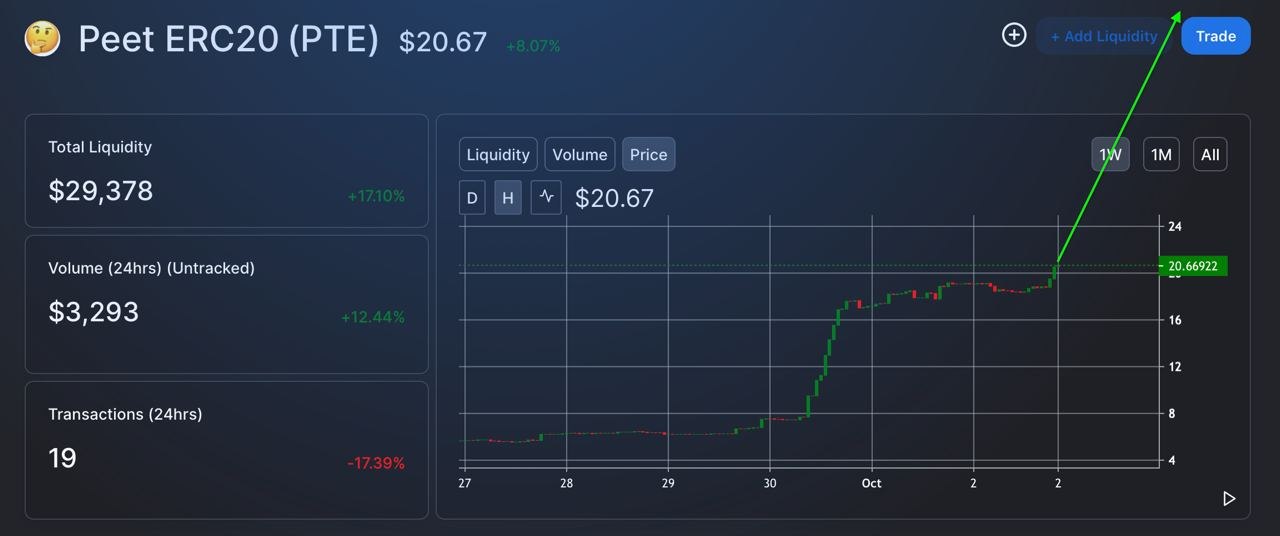 Peet ERC20 (PTE) $20.67 +8.07%
+ Add Liquidity
Trade
Total Liquidity
$29,378 +17.10%
Volume (24hrs) (Untracked)
$3,293 +12.44%
Transactions (24hrs)
19 -17.39%
Liquidity Volume Price
1W 1M All
D H $20.67
24
20.66922
16
12
8
4
27 28 29 30 Oct 2 2